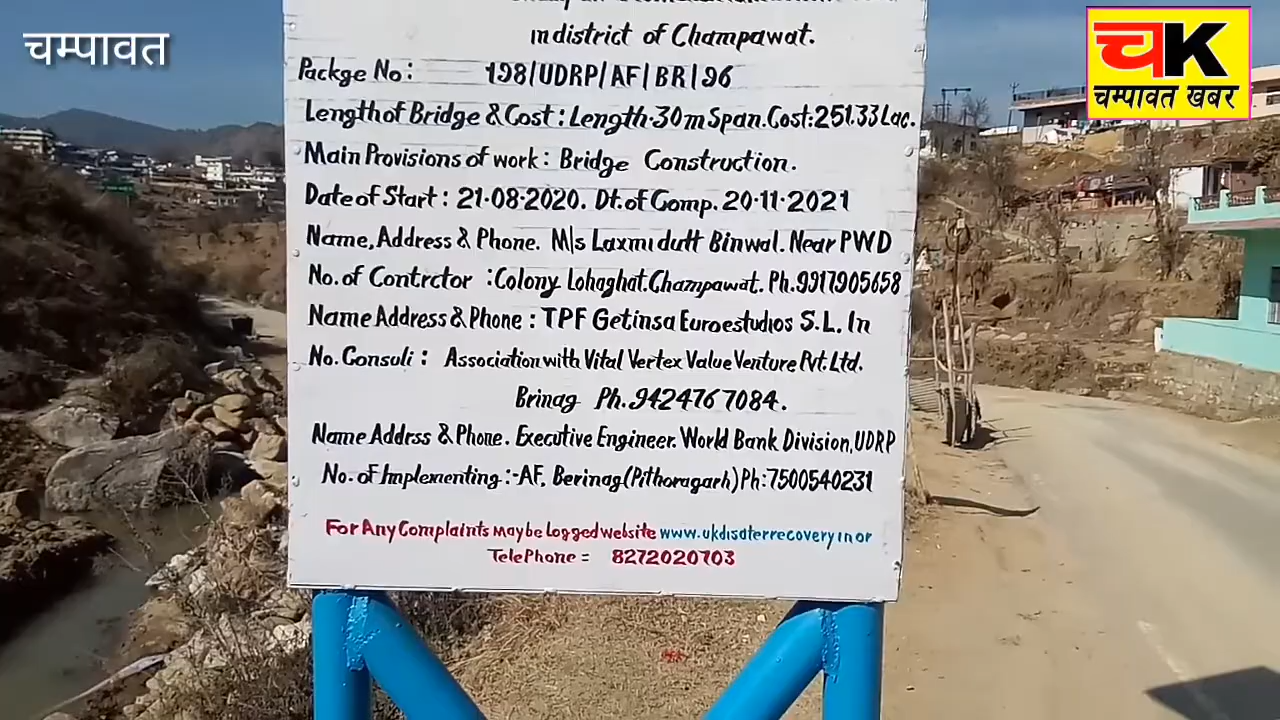 चम्पावत
चK
चम्पावत खबर
in district of Champawat.
Packge No: 198/UDRP/AF/BR/96
Length of Bridge & Cost : Length-30m Span. Cost:251.33 Lac.
Main Provisions of work : Bridge Construction.
Date of Start : 21-08-2020. Dt. of Comp. 20-11-2021
Name, Address & Phone. M/s Laxmi dutt Binwal. Near PWD
No. of Contrctor : Colony Lohaghat. Champawat. Ph.9917905658
Name Address & Phone : TPF Getinsa Euroestudios S.L. In
No. Consuli : Association with Vital Vertex Value Venture Pvt. Ltd.
Brinag Ph.9424767084.
Name Addrss & Phone. Executive Engineer. World Bank Division, UDRP
No. of Implementing :-AF, Berinag (Pithoragarh) Ph:7500540231
For Any Complaints may be Logged website www.ukdisaterrecovery in or
TelePhone = 8272020703